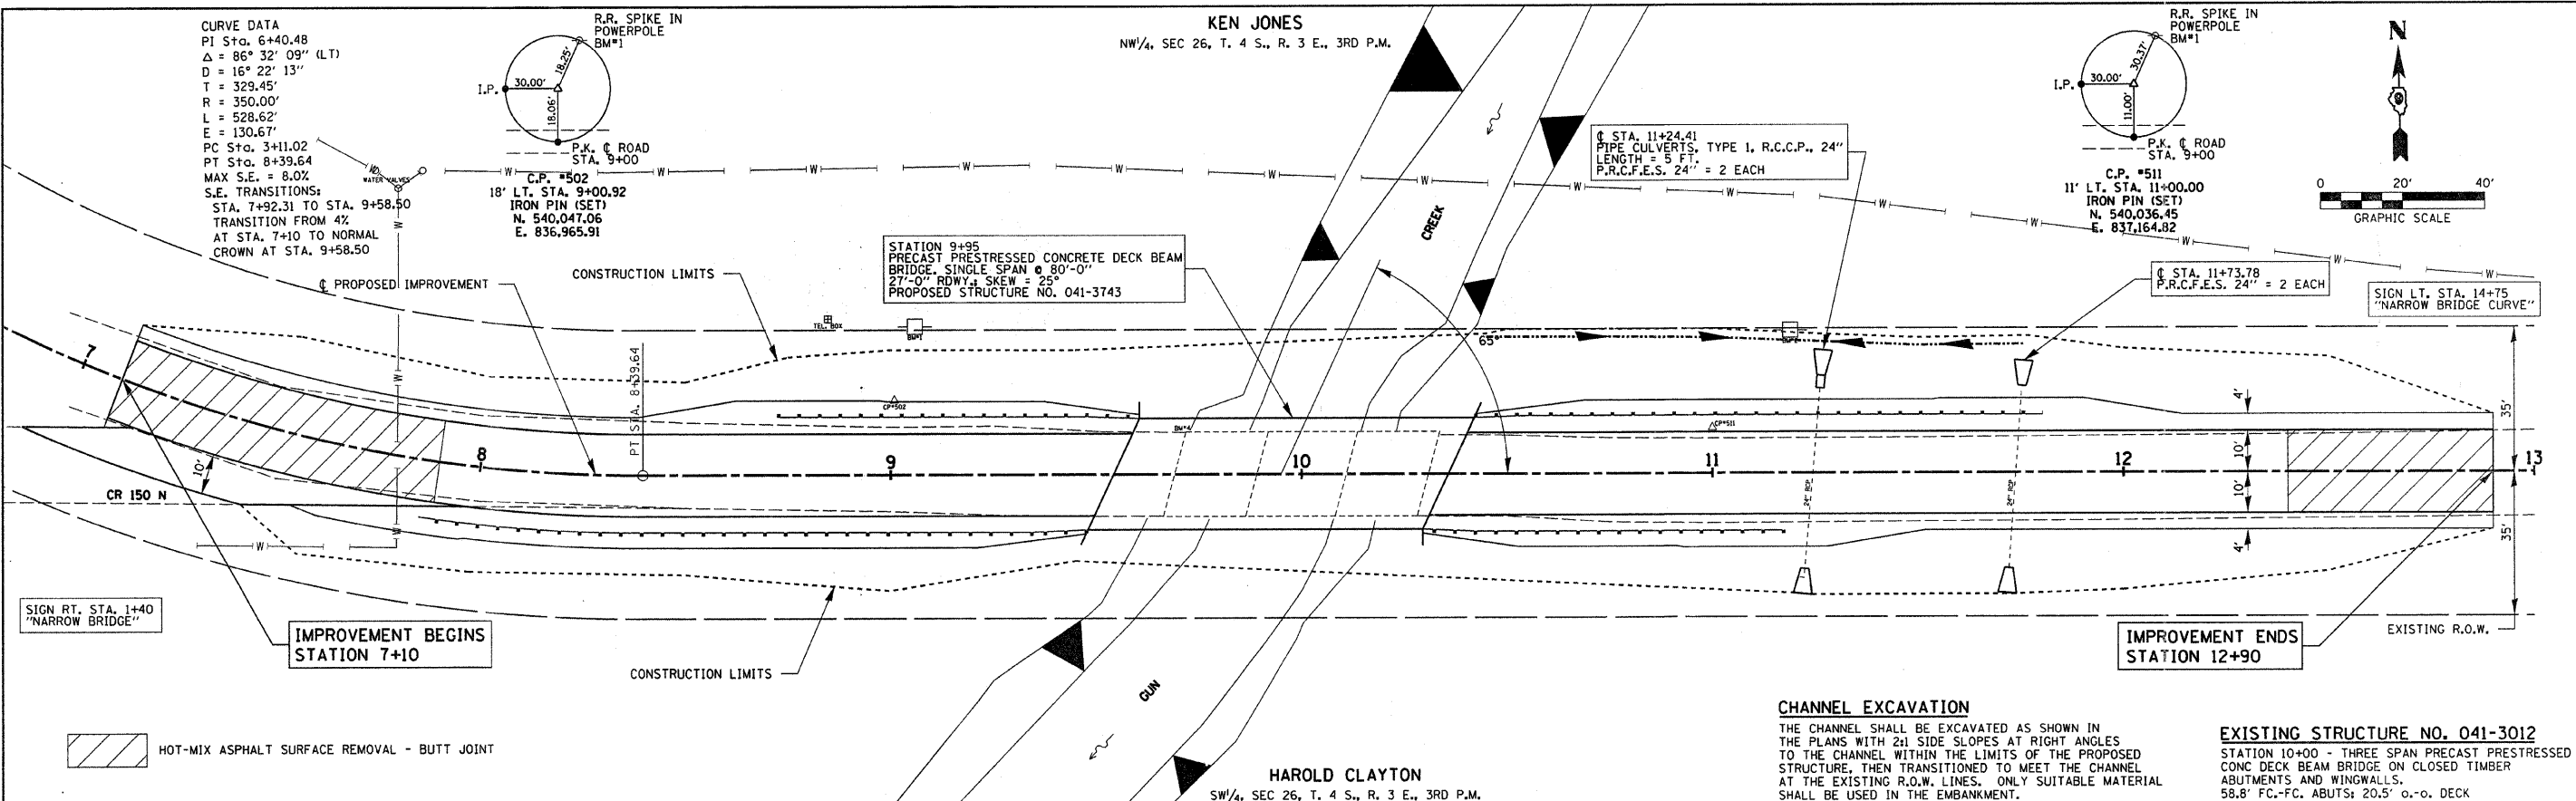 CURVE DATA
PI Sta. 6+40.48
Δ = 86° 32' 09" (LT)
D = 16° 22' 13"
T = 329.45'
R = 350.00'
L = 528.62'
E = 130.67'
PC Sta. 3+11.02
PT Sta. 8+39.64
MAX S.E. = 8.0%
S.E. TRANSITIONS:
STA. 7+92.31 TO STA. 9+58.50
TRANSITION FROM 4%
AT STA. 7+10 TO NORMAL
CROWN AT STA. 9+58.50
WATER VALVES
R.R. SPIKE IN
POWERPOLE
BM#1
18.25'
I.P.
30.00'
18.06'
P.K. ℄ ROAD
STA. 9+00
C.P. #502
18' LT. STA. 9+00.92
IRON PIN (SET)
N. 540,047.06
E. 836,965.91
KEN JONES
NW1/4, SEC 26, T. 4 S., R. 3 E., 3RD P.M.
CREEK
℄ STA. 11+24.41
PIPE CULVERTS, TYPE 1, R.C.C.P., 24"
LENGTH = 5 FT.
P.R.C.F.E.S. 24" = 2 EACH
R.R. SPIKE IN
POWERPOLE
BM#1
30.37'
I.P.
30.00'
11.00'
P.K. ℄ ROAD
STA. 9+00
C.P. #511
11' LT. STA. 11+00.00
IRON PIN (SET)
N. 540,036.45
E. 837,164.82
N
0 20' 40'
GRAPHIC SCALE
W W W W W W W W W W W W W W
STATION 9+95
PRECAST PRESTRESSED CONCRETE DECK BEAM
BRIDGE. SINGLE SPAN @ 80'-0"
27'-0" RDWY.; SKEW = 25°
PROPOSED STRUCTURE NO. 041-3743
℄ STA. 11+73.78
P.R.C.F.E.S. 24" = 2 EACH
SIGN LT. STA. 14+75
"NARROW BRIDGE CURVE"
℄ PROPOSED IMPROVEMENT
CONSTRUCTION LIMITS
TEL. BOX
BM#1
65°
PT STA. 8+39.64
CP#502
BM#4
CP#511
7 8 9 10 11 12 13
10'
CR 150 N
24" RCP
24" RCP
4'
10'
10'
4'
35'
35'
SIGN RT. STA. 1+40
"NARROW BRIDGE"
IMPROVEMENT BEGINS
STATION 7+10
CONSTRUCTION LIMITS
GUN
IMPROVEMENT ENDS
STATION 12+90
EXISTING R.O.W.
HOT-MIX ASPHALT SURFACE REMOVAL - BUTT JOINT
HAROLD CLAYTON
SW1/4, SEC 26, T. 4 S., R. 3 E., 3RD P.M.
CHANNEL EXCAVATION
THE CHANNEL SHALL BE EXCAVATED AS SHOWN IN
THE PLANS WITH 2:1 SIDE SLOPES AT RIGHT ANGLES
TO THE CHANNEL WITHIN THE LIMITS OF THE PROPOSED
STRUCTURE, THEN TRANSITIONED TO MEET THE CHANNEL
AT THE EXISTING R.O.W. LINES. ONLY SUITABLE MATERIAL
SHALL BE USED IN THE EMBANKMENT.
EXISTING STRUCTURE NO. 041-3012
STATION 10+00 - THREE SPAN PRECAST PRESTRESSED
CONC DECK BEAM BRIDGE ON CLOSED TIMBER
ABUTMENTS AND WINGWALLS.
58.8' FC.-FC. ABUTS; 20.5' o.-o. DECK